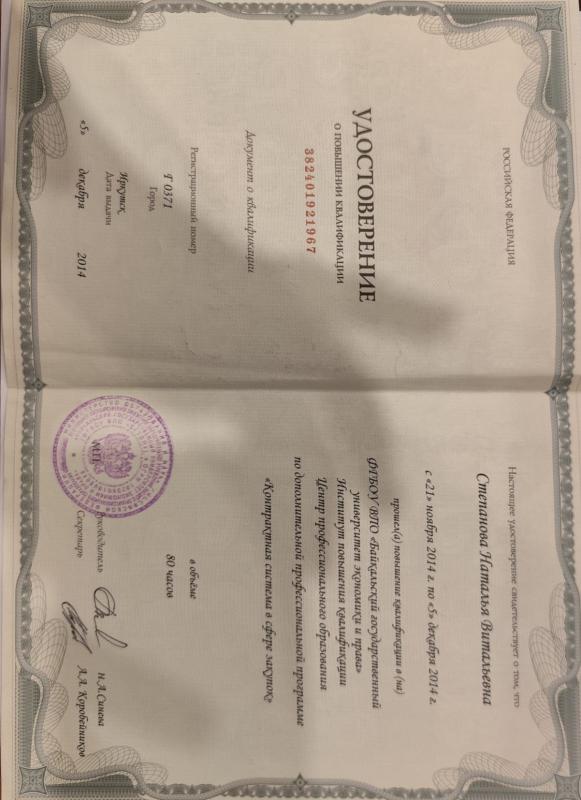 РОССИЙСКАЯ ФЕДЕРАЦИЯ
УДОСТОВЕРЕНИЕ
О ПОВЫШЕНИИ КВАЛИФИКАЦИИ
382401921967
Документ о квалификации
Регистрационный номер
Т 0371
Город
Иркутск
Дата выдачи
«5» декабря 2014
Настоящее удостоверение свидетельствует о том, что
Степанова Наталья Витальевна
с «21» ноября 2014 г. по «5» декабря 2014 г.
прошел(а) повышение квалификации в (на)
ФГБОУ ВПО «Байкальский государственный
университет экономики и права»
Институт повышения квалификации
Центр профессионального образования
по дополнительной профессиональной программе
«Контрактная система в сфере закупок»
в объёме
80 часов
М.П.
Руководитель Н.А.Синева
Секретарь А.А. Коробейников